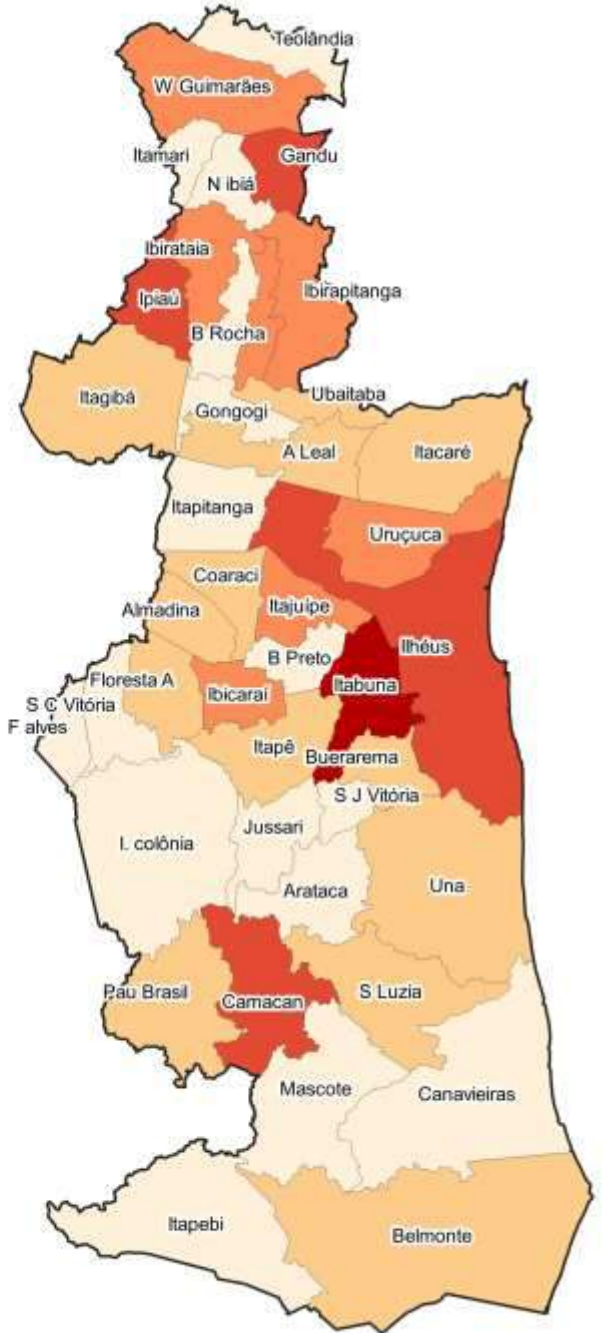 Teolândia
W Guimarães
Itamari
Gandu
N ibiá
Ibirataia
Ipiaú
Ibirapitanga
B Rocha
Itagibá
Ubaitaba
Gongogi
A Leal
Itacaré
Itapitanga
Uruçuca
Coaraci
Almadina
Itajuípe
Ilhéus
B Preto
Floresta A
Itabuna
S C Vitória
Ibicaraí
F alves
Itapê
Buerarema
S J Vitória
Jussari
I. colônia
Arataca
Una
Pau Brasil
Camacan
S Luzia
Mascote
Canavieiras
Itapebi
Belmonte